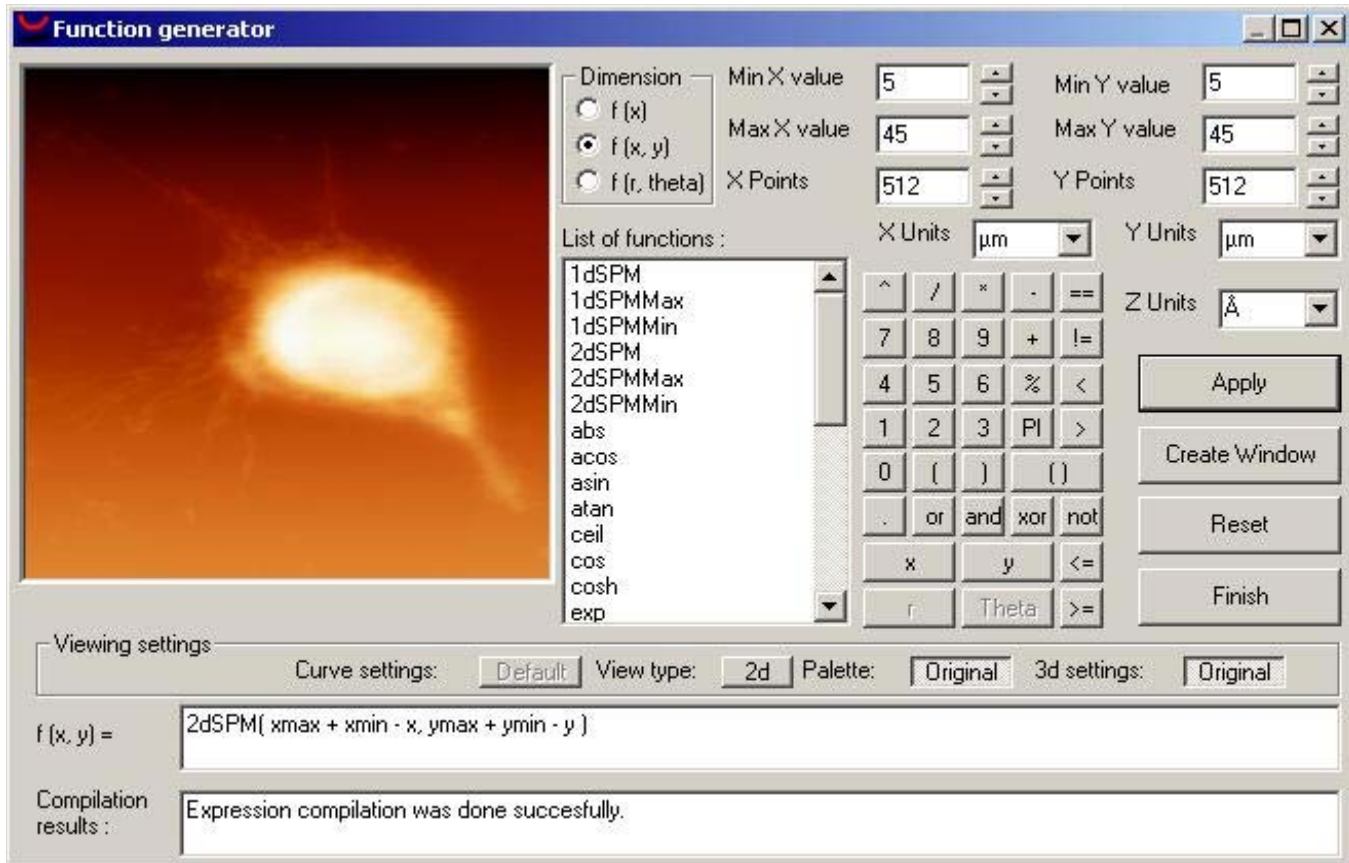 Function generator
Dimension
f (x)
f (x, y)
f (r, theta)
Min X value
5
Min Y value
5
Max X value
45
Max Y value
45
X Points
512
Y Points
512
X Units
µm
Y Units
µm
Z Units
Å
List of functions :
1dSPM
1dSPMMax
1dSPMMin
2dSPM
2dSPMMax
2dSPMMin
abs
acos
asin
atan
ceil
cos
cosh
exp
^ / * - ==
7 8 9 + !=
4 5 6 % <
1 2 3 PI >
0 ( ) ( )
. or and xor not
x y <=
r Theta >=
Apply
Create Window
Reset
Finish
Viewing settings
Curve settings: Default View type: 2d Palette: Original 3d settings: Original
f (x, y) =
2dSPM( xmax + xmin - x, ymax + ymin - y )
Compilation
results :
Expression compilation was done succesfully.